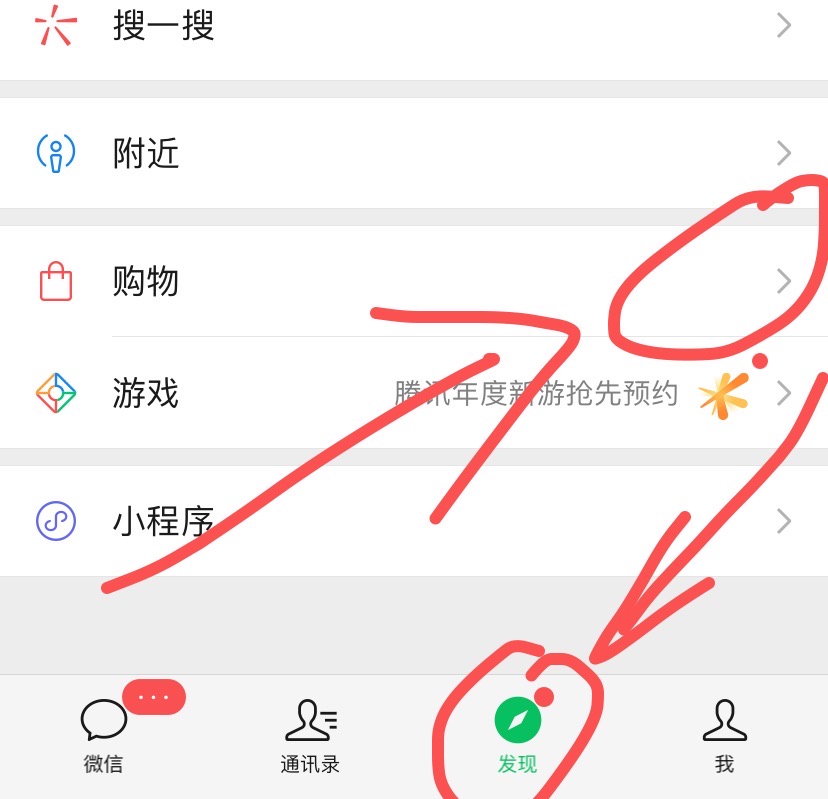 搜一搜
附近
购物
游戏 腾讯年度新游抢先预约
小程序
微信 通讯录 发现 我